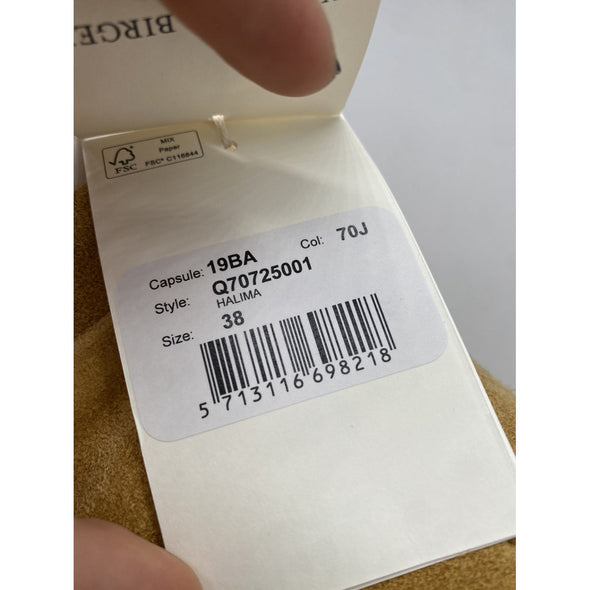 BIRGE
FSC
MIX
Paper
FSC® C116844
Capsule: 19BA Col: 70J
Style: Q70725001
HALIMA
Size: 38
5 713116 698218